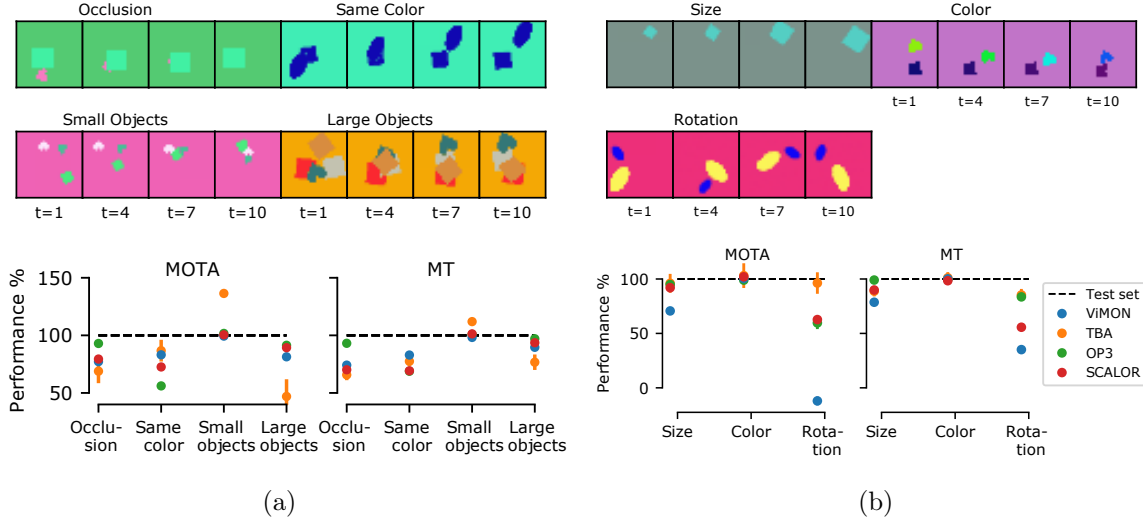 Occlusion
Same Color
Small Objects
Large Objects
t=1 t=4 t=7 t=10 t=1 t=4 t=7 t=10
MOTA
MT
Performance %
150
100
50
Occlu-
sion
Same
color
Small
objects
Large
objects
Occlu-
sion
Same
color
Small
objects
Large
objects
(a)
Size
Color
t=1 t=4 t=7 t=10
Rotation
t=1 t=4 t=7 t=10
MOTA
MT
Performance %
100
50
0
Size
Color
Rota-
tion
Size
Color
Rota-
tion
Test set
ViMON
TBA
OP3
SCALOR
(b)